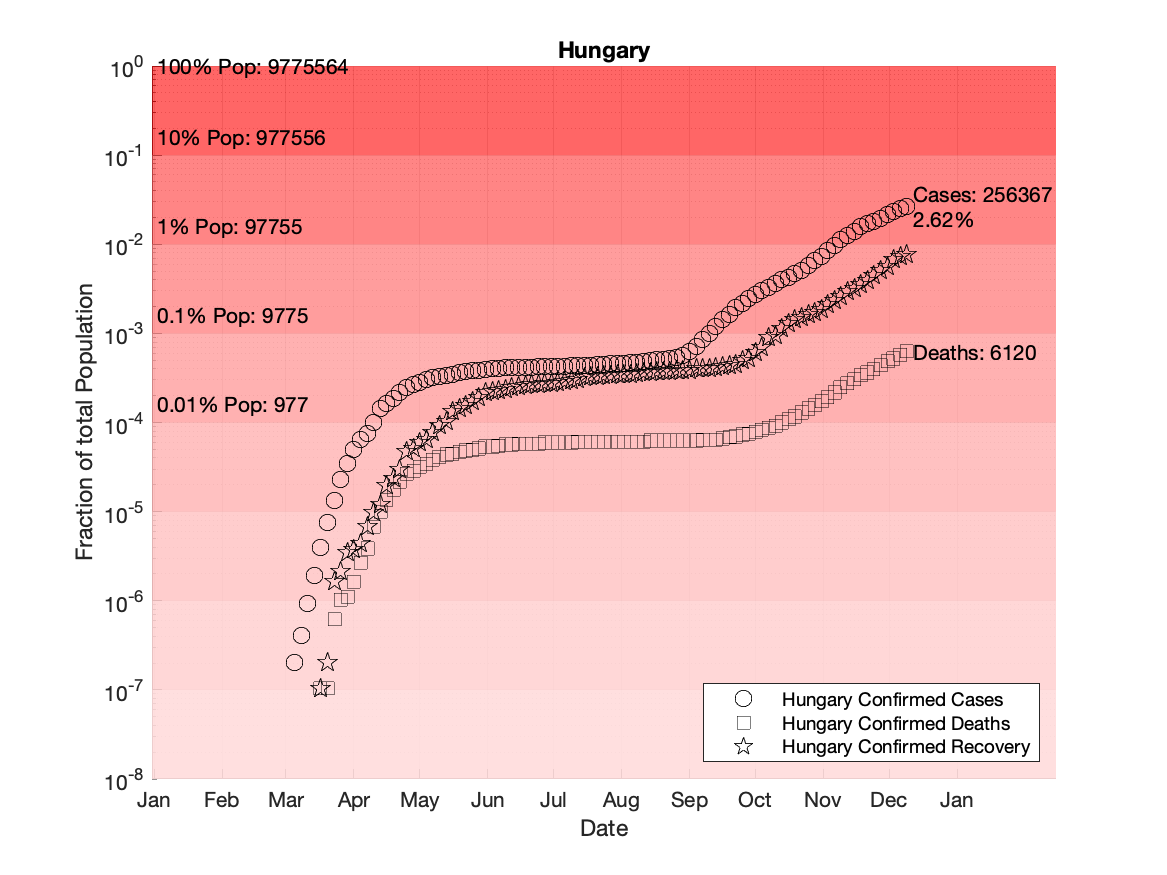 Hungary
10^0
100% Pop: 9775564
10% Pop: 977556
10^-1
Cases: 256367
1% Pop: 97755
2.62%
10^-2
0.1% Pop: 9775
10^-3
Deaths: 6120
0.01% Pop: 977
10^-4
10^-5
10^-6
10^-7
10^-8
Fraction of total Population
Hungary Confirmed Cases
Hungary Confirmed Deaths
Hungary Confirmed Recovery
Jan Feb Mar Apr May Jun Jul Aug Sep Oct Nov Dec Jan
Date